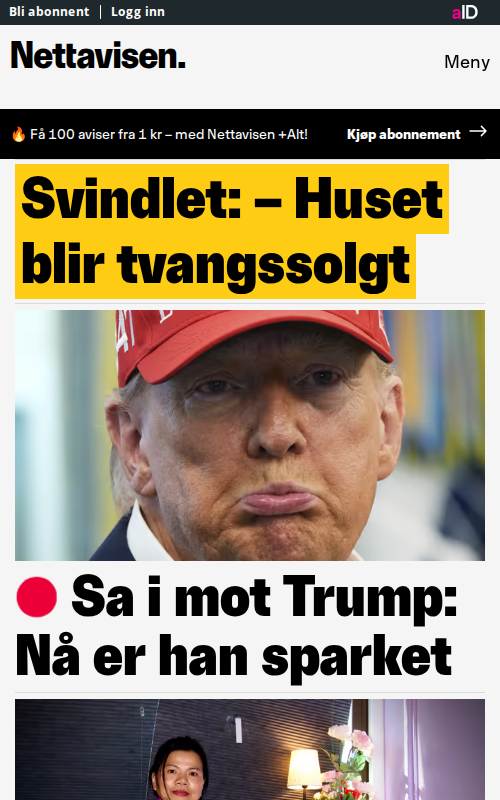 Bli abonnent | Logg inn
aID
Nettavisen.
Meny
🔥 Få 100 aviser fra 1 kr – med Nettavisen +Alt!
Kjøp abonnement →
Svindlet: – Huset
blir tvangssolgt
Sa i mot Trump:
Nå er han sparket